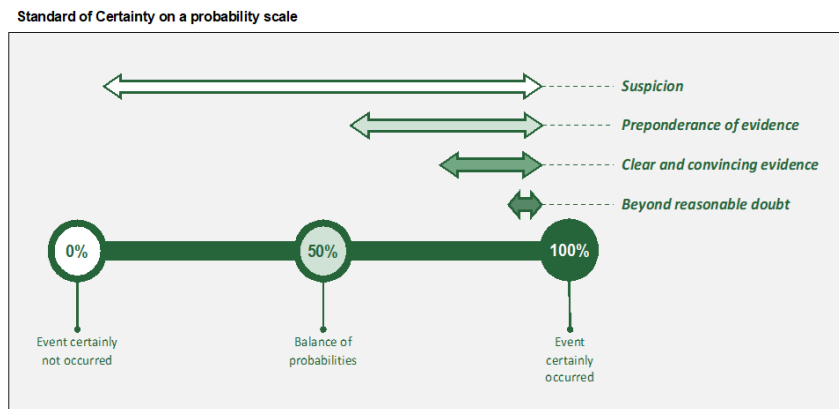 Standard of Certainty on a probability scale
Suspicion
Preponderance of evidence
Clear and convincing evidence
Beyond reasonable doubt
0%
50%
100%
Event certainly
not occurred
Balance of
probabilities
Event
certainly
occurred